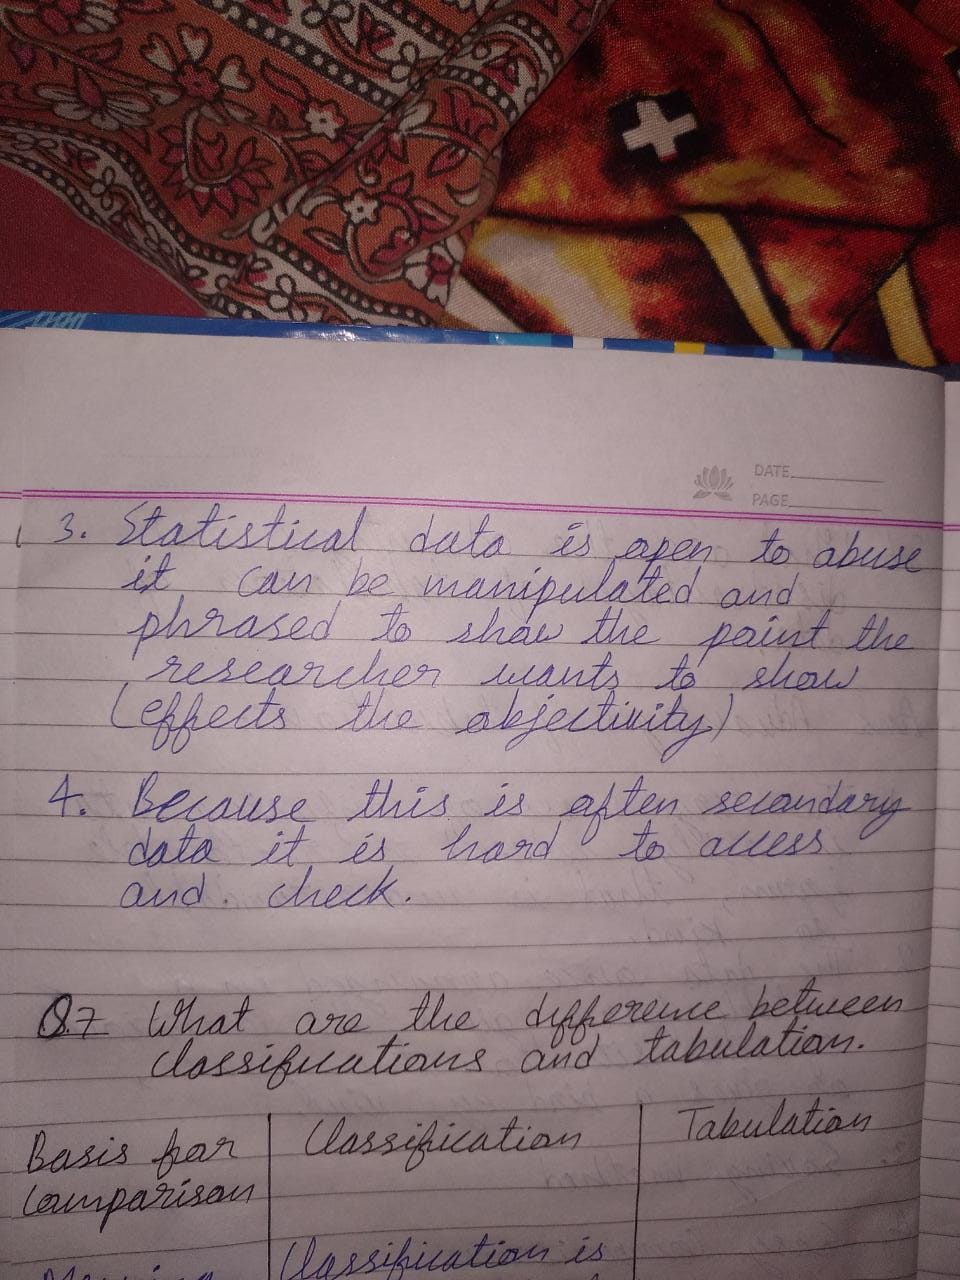 DATE
PAGE
3. Statistical data is open to abuse
it can be manipulated and
phrased to show the point the
researcher wants to show
(effects the objectivity)
4. Because this is often secondary
data it is hard to access
and check.
Q.7 What are the difference between
classifications and tabulation.
Basis for
Comparison
Classification
Tabulation
Classification is